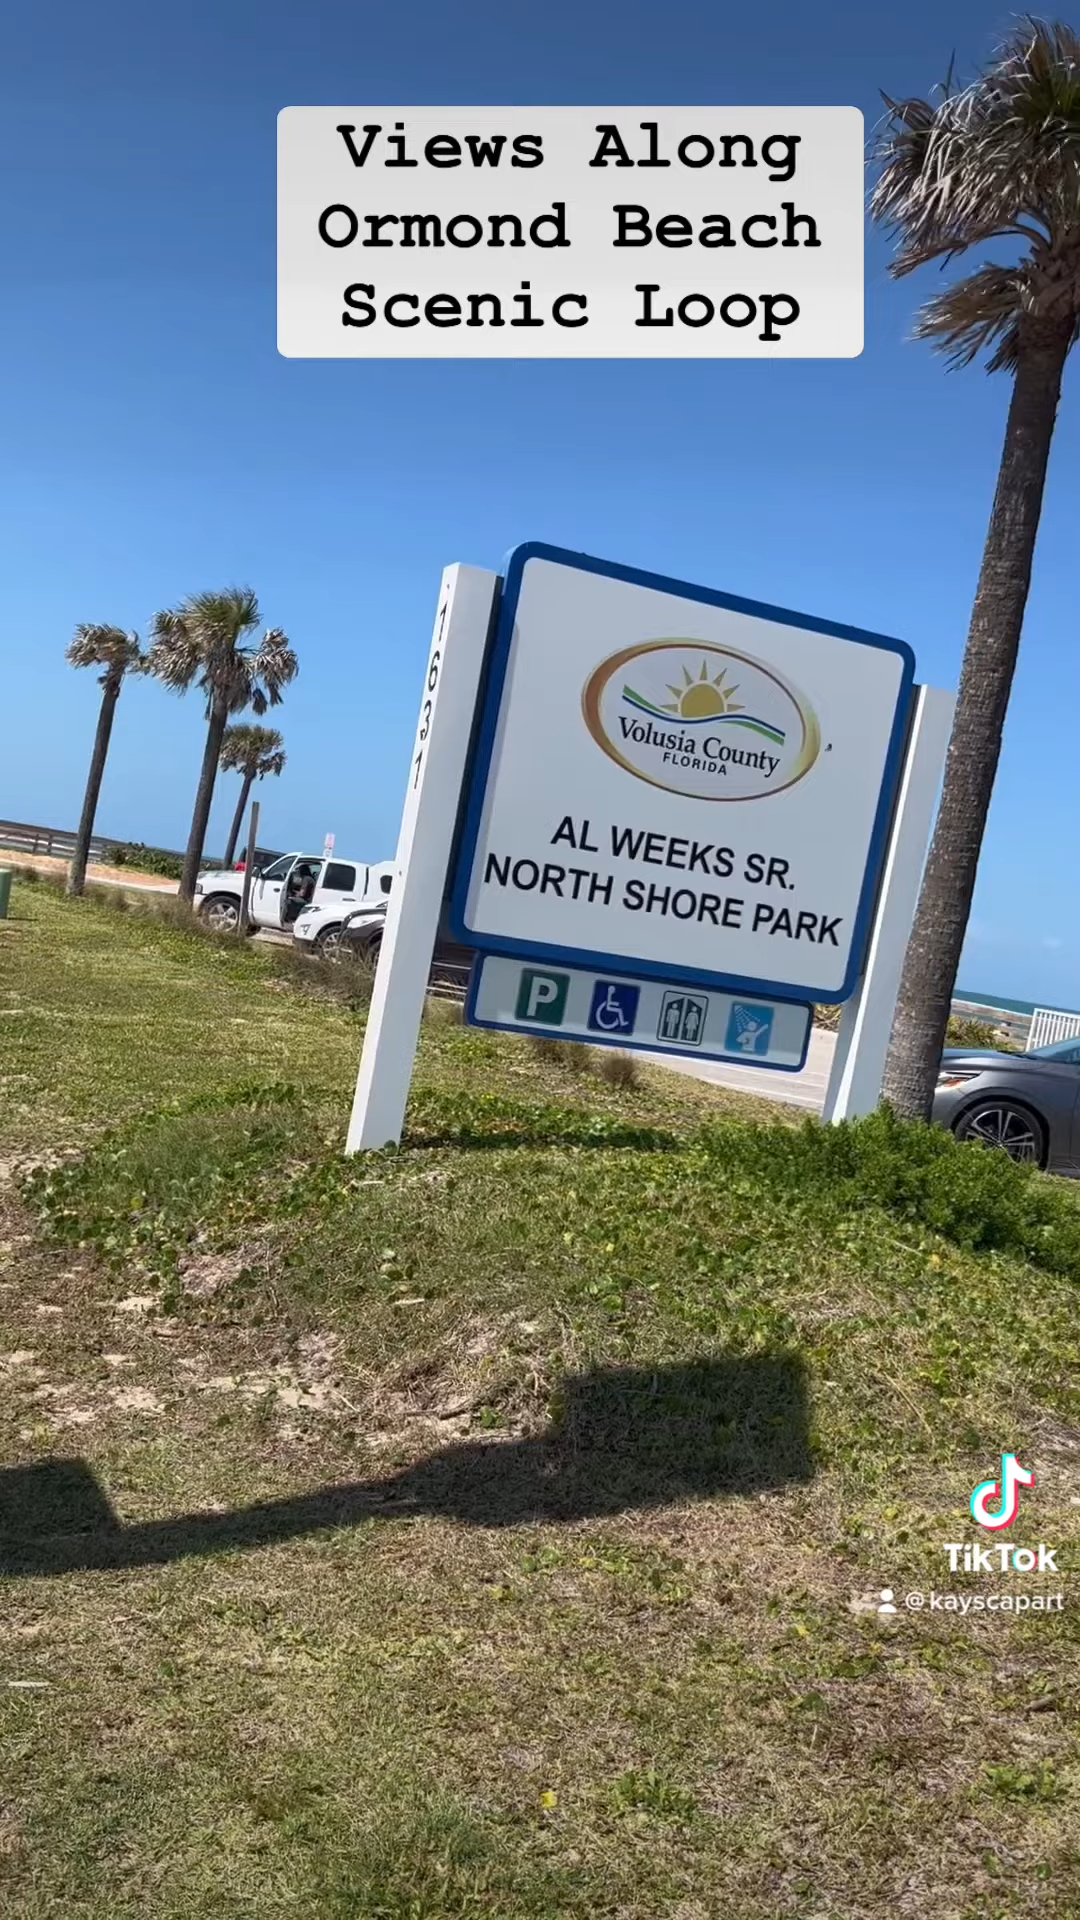 Views Along
Ormond Beach
Scenic Loop
1631
Volusia County
FLORIDA
AL WEEKS SR.
NORTH SHORE PARK
P
TikTok
@kayscapart